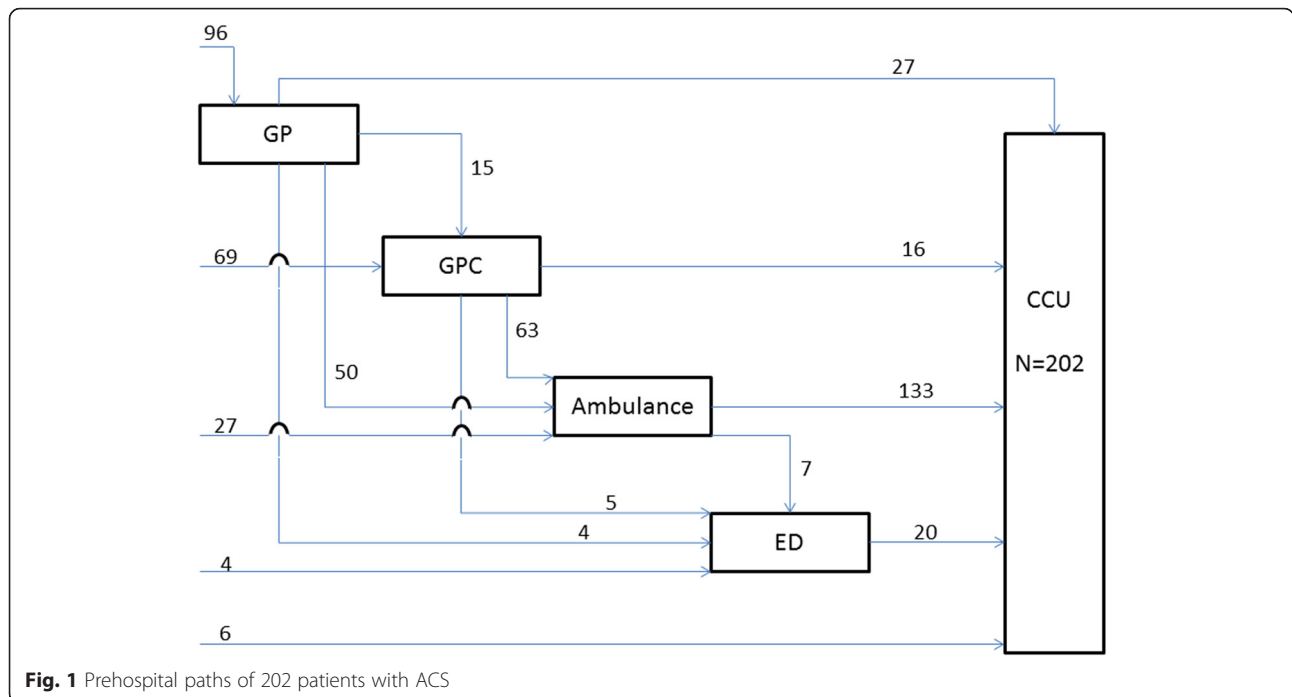 96
27
GP
15
69
GPC
16
CCU
63
N=202
50
Ambulance
133
27
7
5
4
ED
20
4
6
Fig. 1 Prehospital paths of 202 patients with ACS